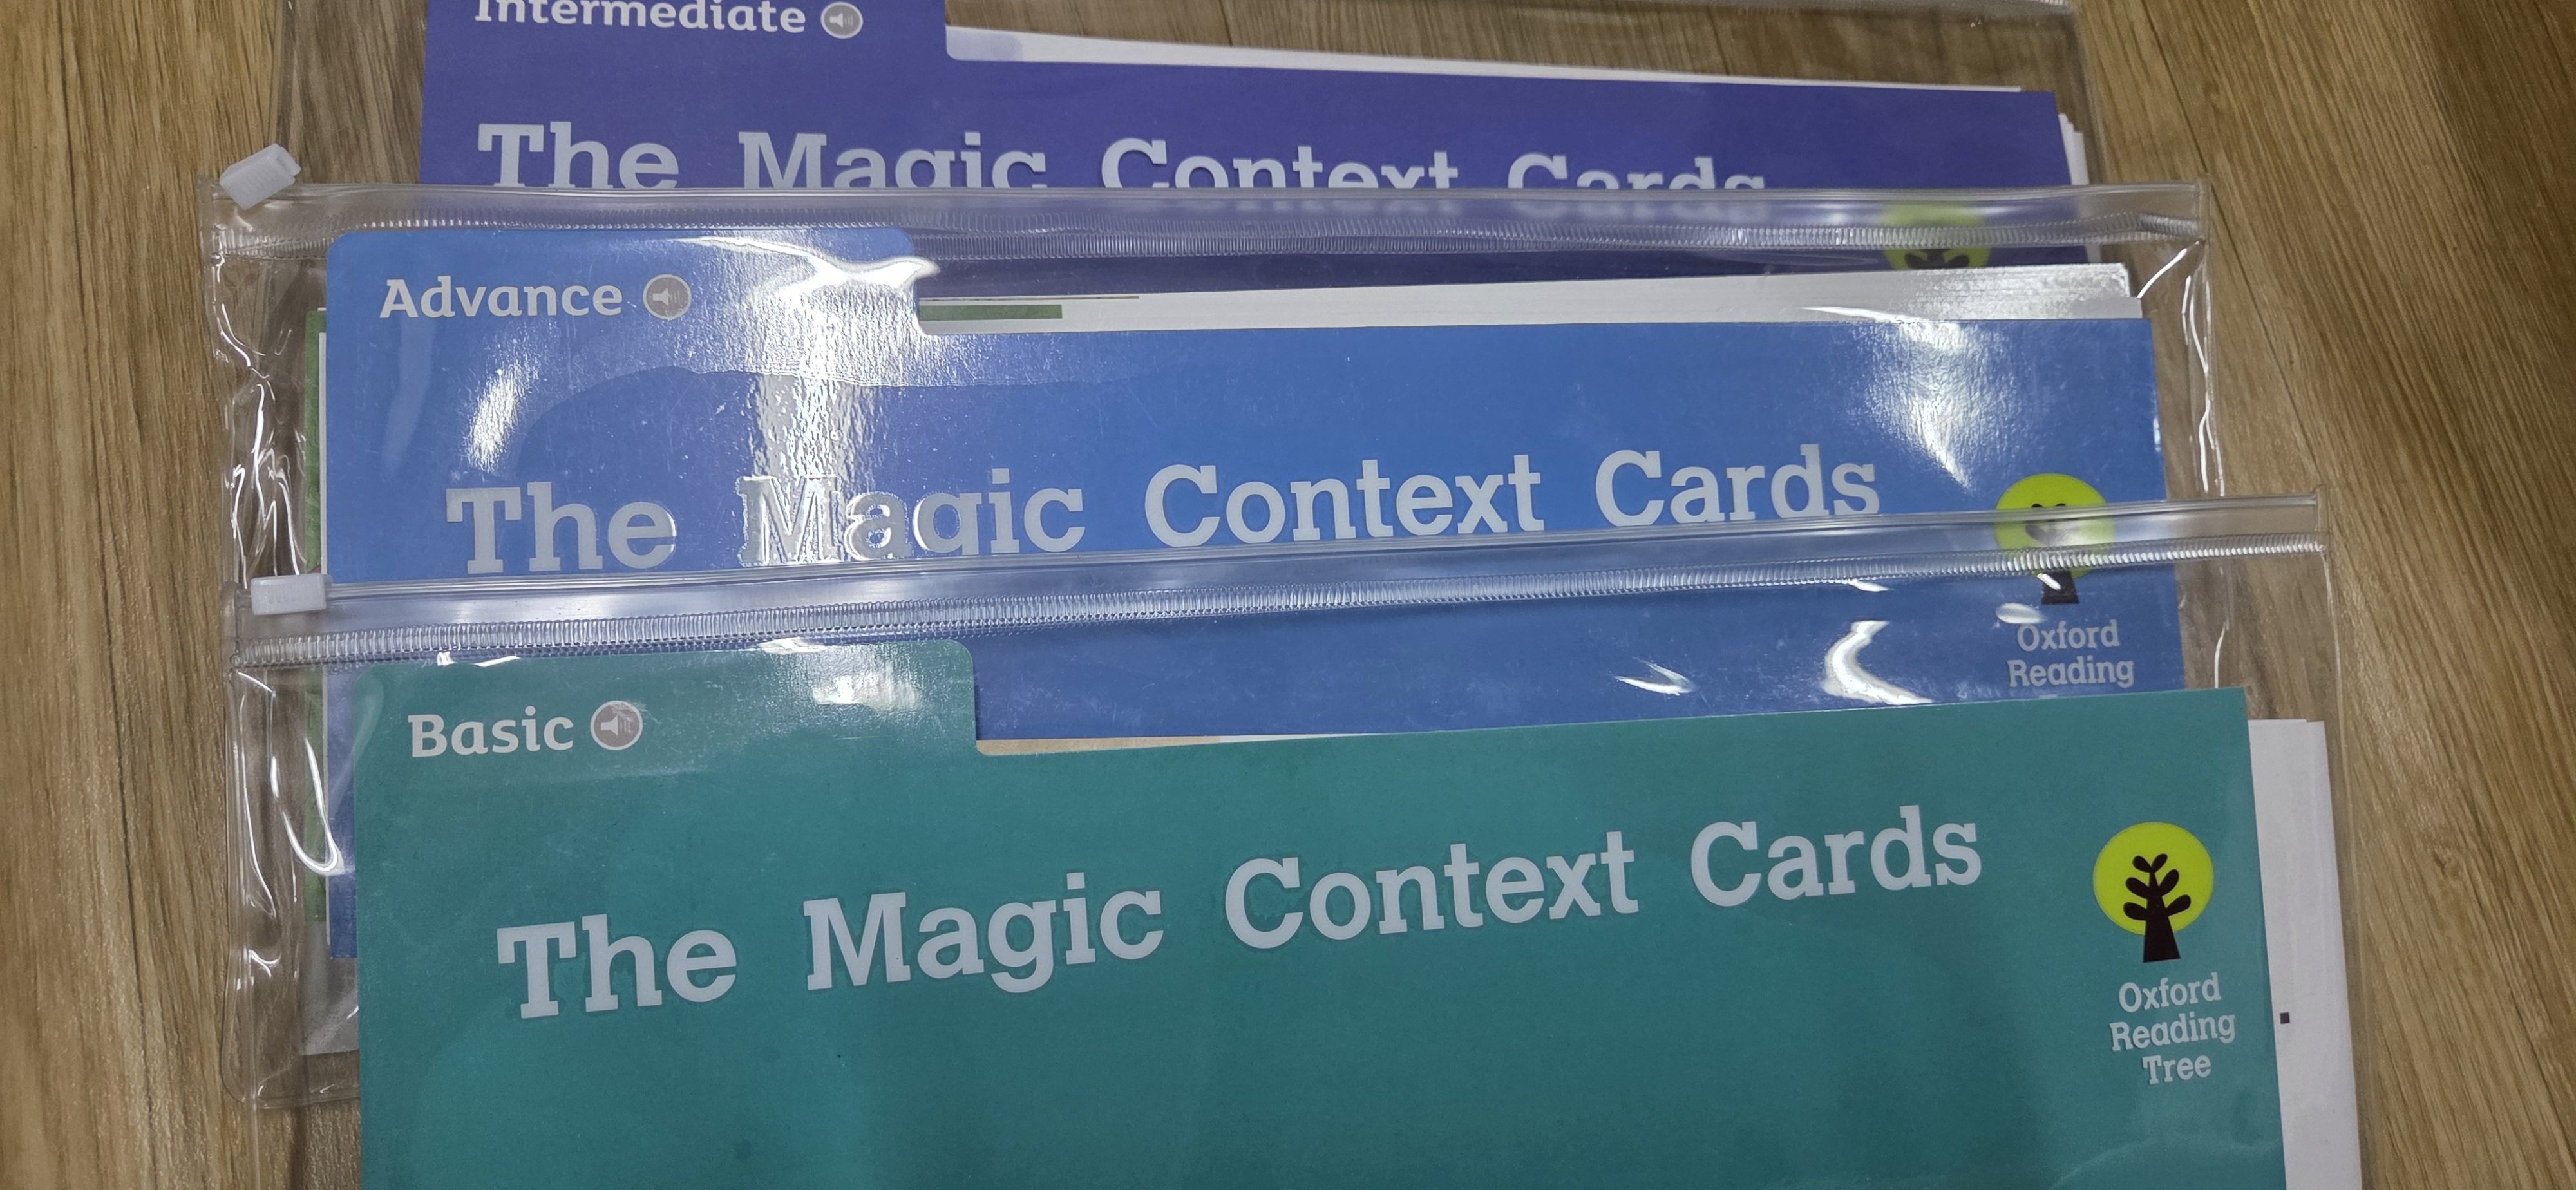 Intermediate
The Magic Context Cards
Advance
The Magic Context Cards
Oxford
Reading
Basic
The Magic Context Cards
Oxford
Reading
Tree